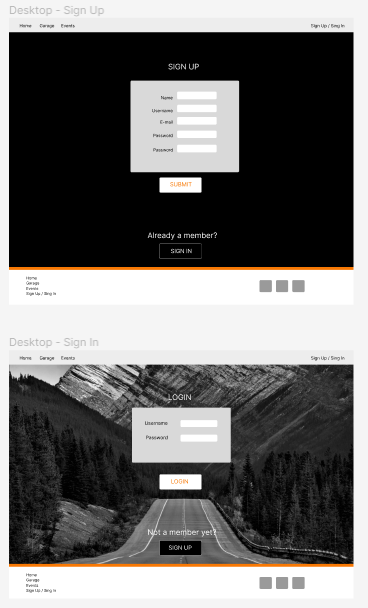 Desktop - Sign Up
Home Garage Events Sign Up / Sing In
SIGN UP
Name
Username
E-mail
Password
Password
SUBMIT
Already a member?
SIGN IN
Home
Garage
Events
Sign Up / Sing In
Desktop - Sign In
Home Garage Events Sign Up / Sing In
LOGIN
Username
Password
LOGIN
Not a member yet?
SIGN UP
Home
Garage
Events
Sign Up / Sing In